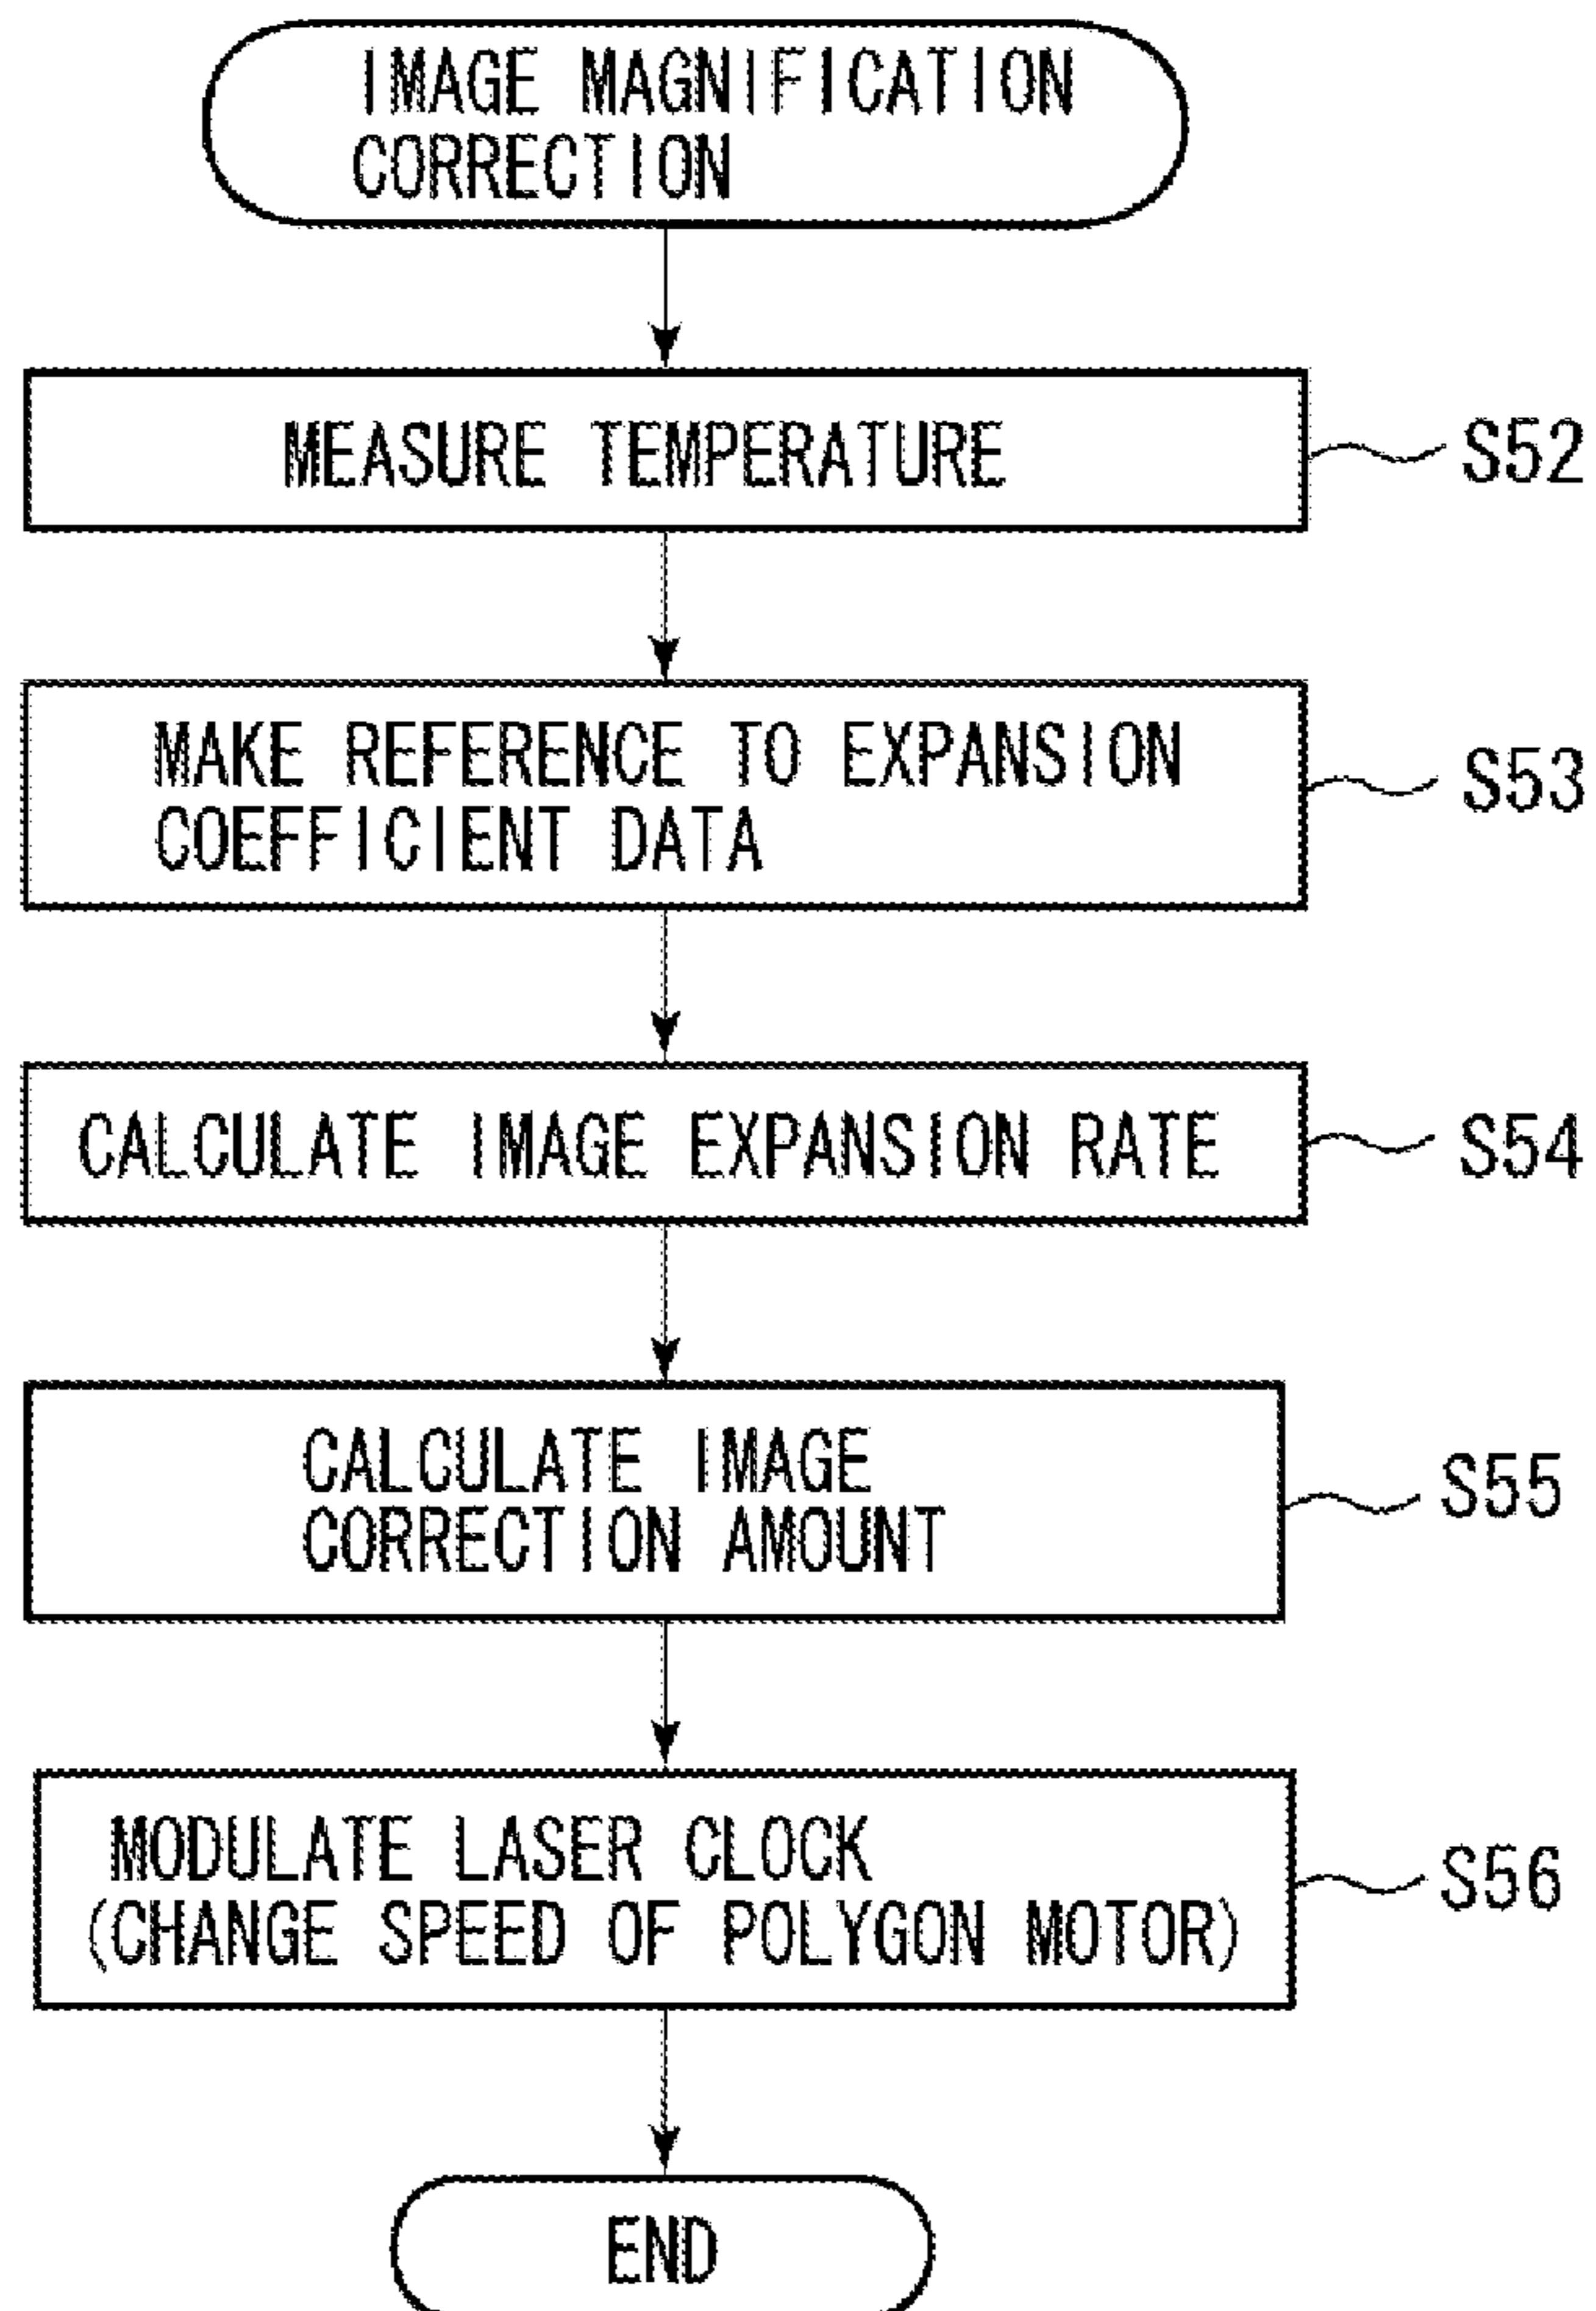 IMAGE MAGNIFICATION
CORRECTION
MEASURE TEMPERATURE
S52
MAKE REFERENCE TO EXPANSION
COEFFICIENT DATA
S53
CALCULATE IMAGE EXPANSION RATE
S54
CALCULATE IMAGE
CORRECTION AMOUNT
S55
MODULATE LASER CLOCK
(CHANGE SPEED OF POLYGON MOTOR)
S56
END